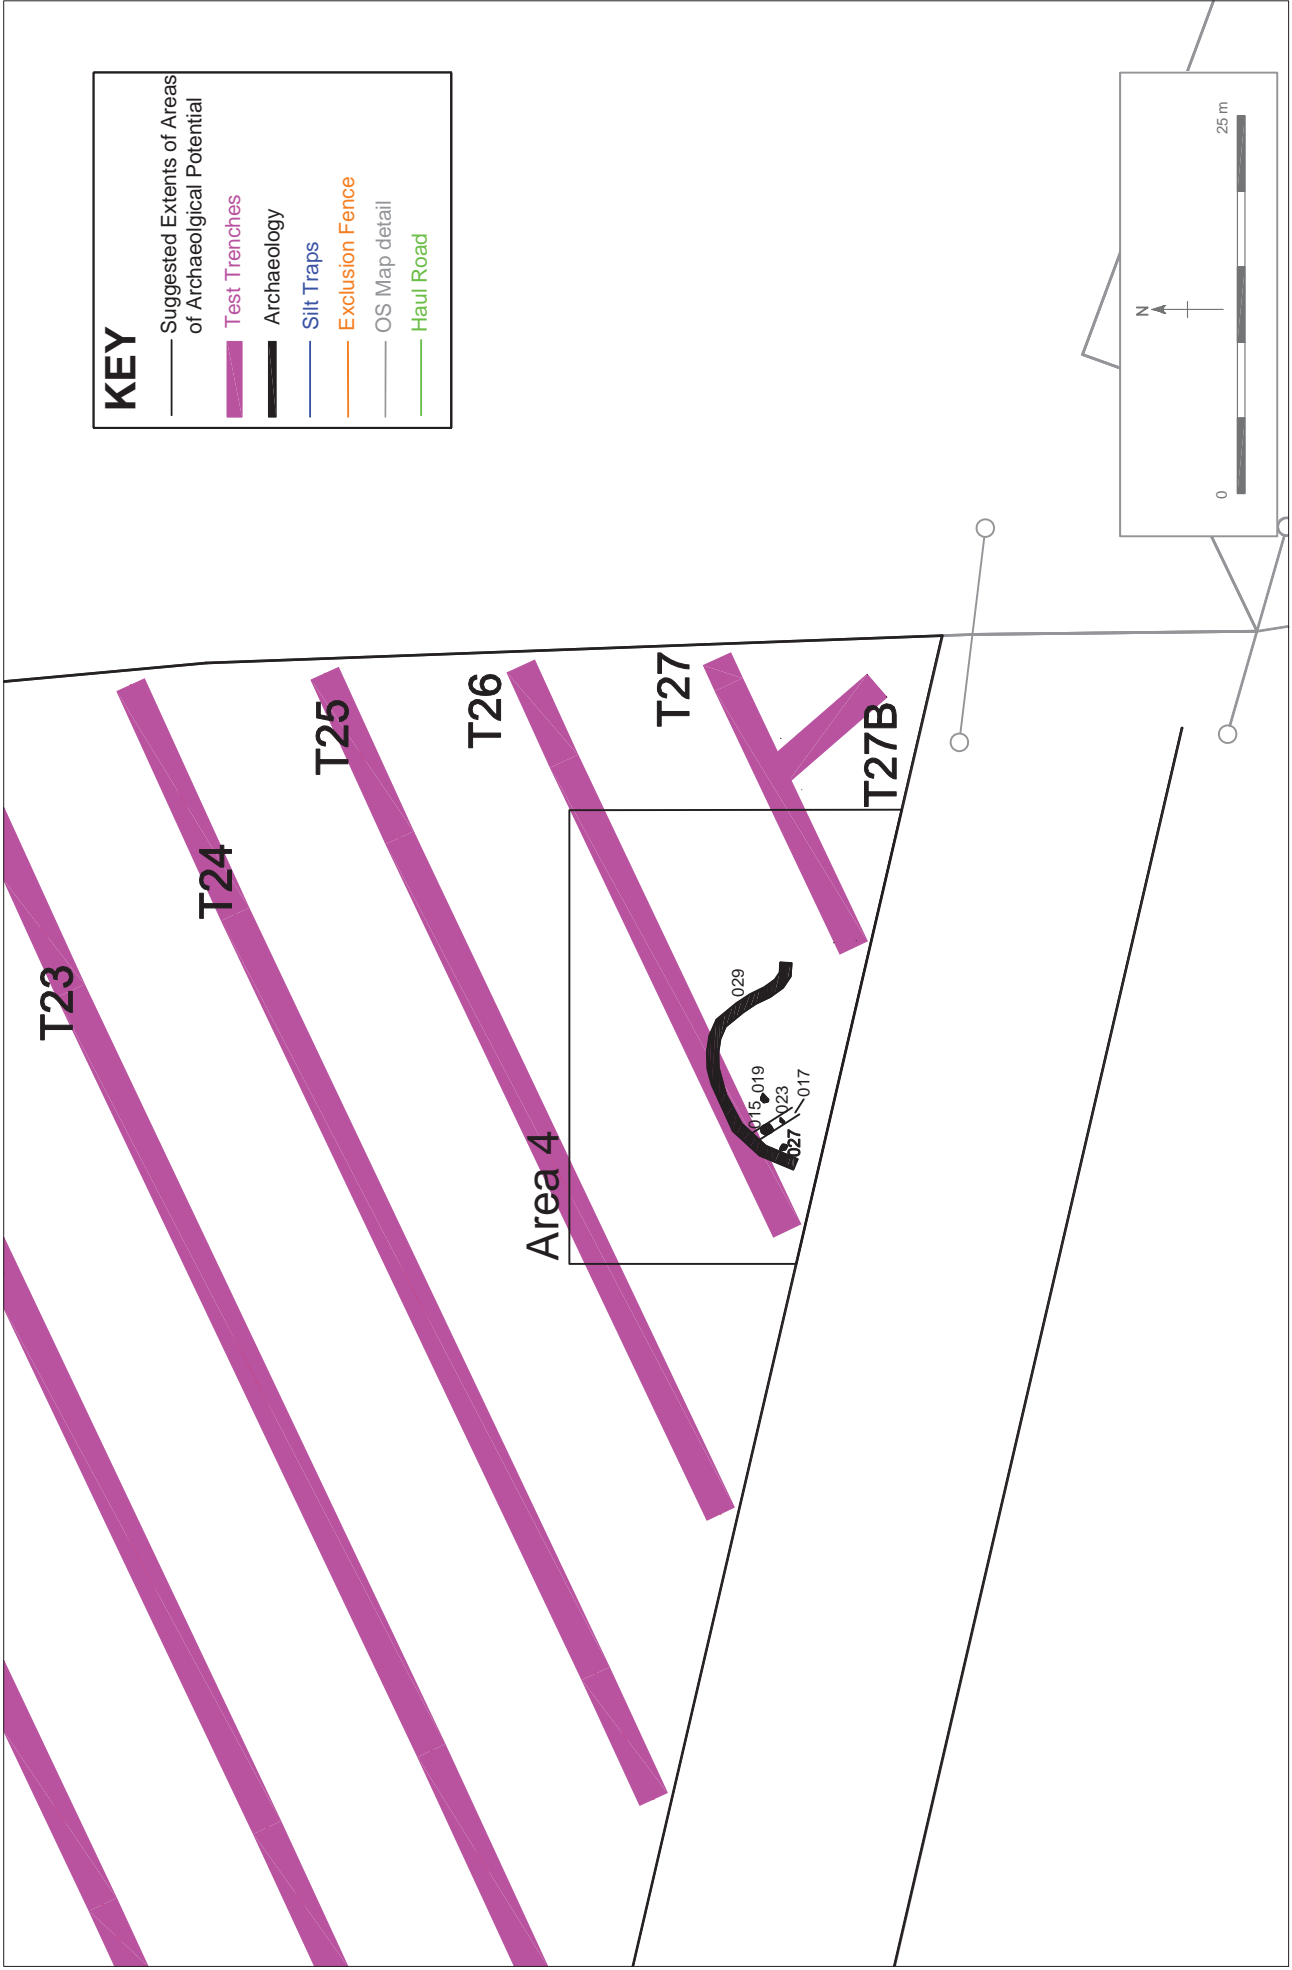 KEY
Suggested Extents of Areas
of Archaeolgical Potential
Test Trenches
Archaeology
Silt Traps
Exclusion Fence
OS Map detail
Haul Road
T23
T24
T25
T26
T27
T27B
Area 4
029
019
015
023
017
027
N
0
25 m